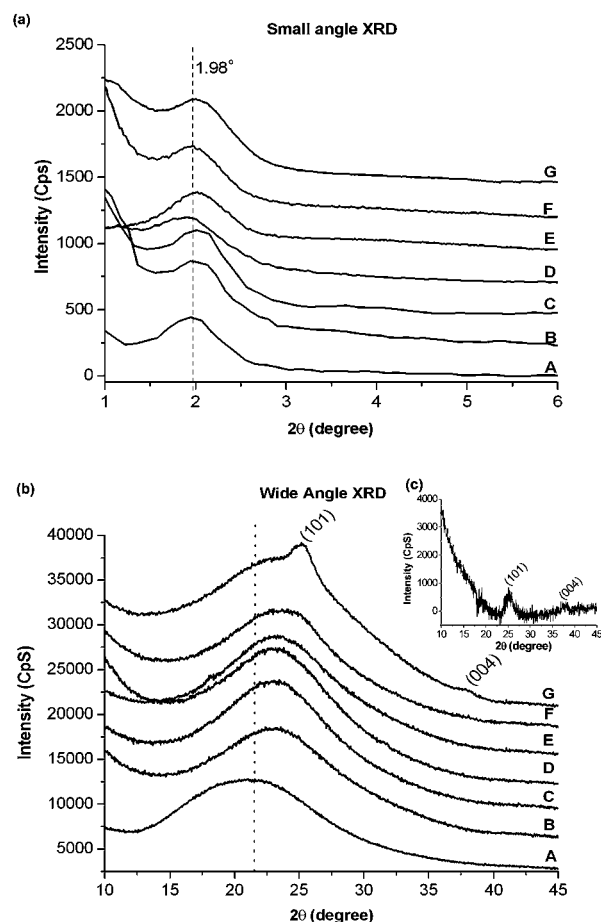 (a)
Small angle XRD
2500
2000
1500
1000
500
0
1.98°
G
F
E
D
C
B
A
Intensity (Cps)
1 2 3 4 5 6
2θ (degree)
(b)
Wide Angle XRD
40000
35000
30000
25000
20000
15000
10000
5000
(101)
(004)
G
F
E
D
C
B
A
Intensity (CpS)
10 15 20 25 30 35 40 45
2θ (degree)
(c)
4000
3000
2000
1000
0
(101)
(004)
Intensity (CpS)
10 15 20 25 30 35 40 45
2θ (degree)